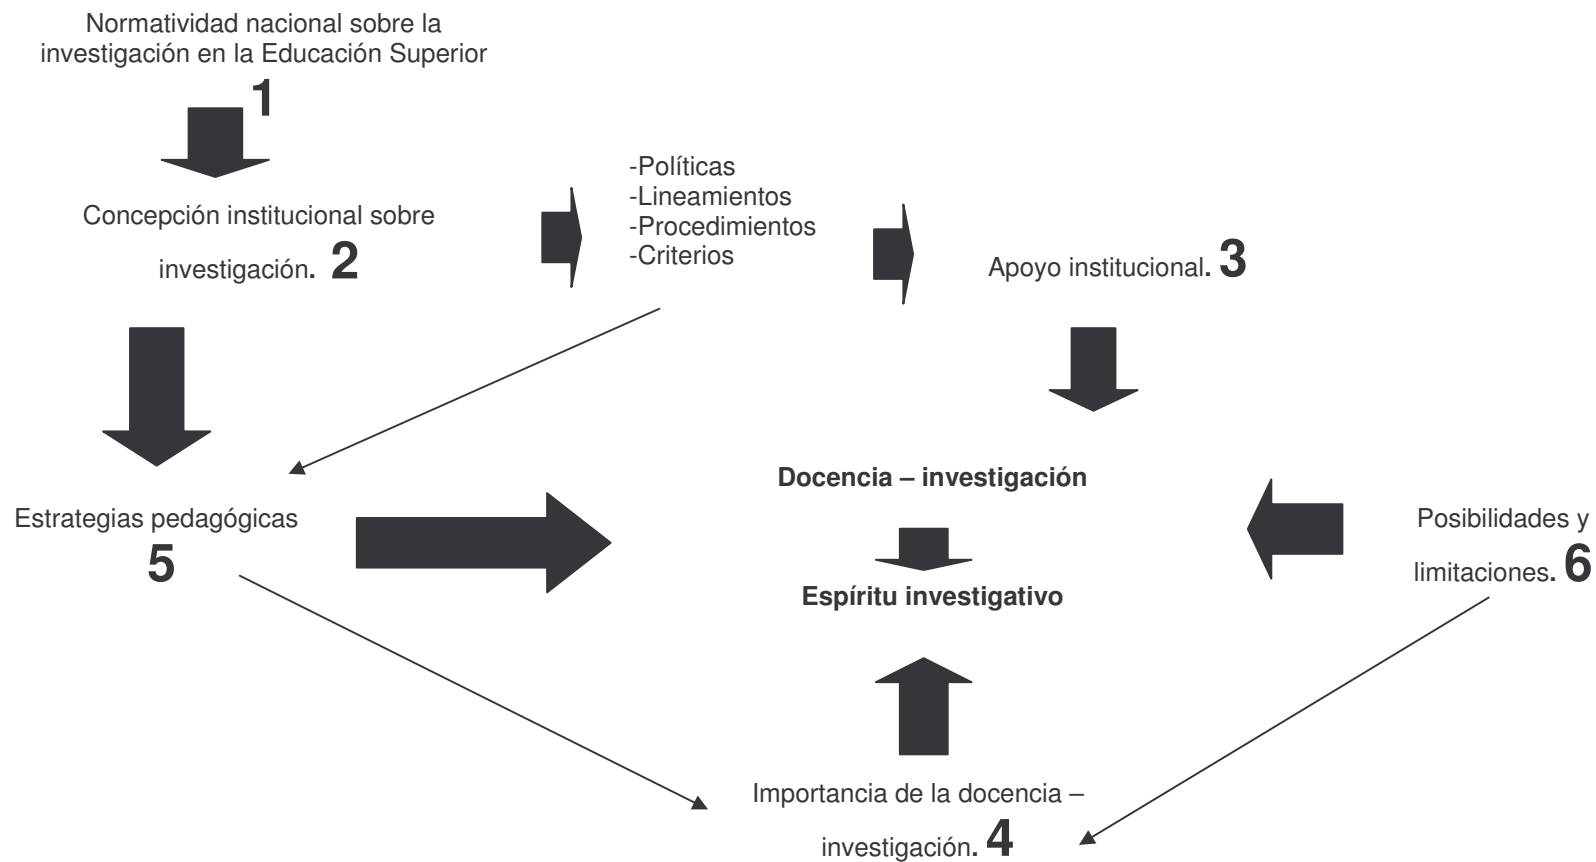 Normatividad nacional sobre la
investigación en la Educación Superior
1
Concepción institucional sobre
investigación. 2
-Políticas
-Lineamientos
-Procedimientos
-Criterios
Apoyo institucional. 3
Docencia – investigación
Espíritu investigativo
Estrategias pedagógicas
5
Posibilidades y
limitaciones. 6
Importancia de la docencia –
investigación. 4